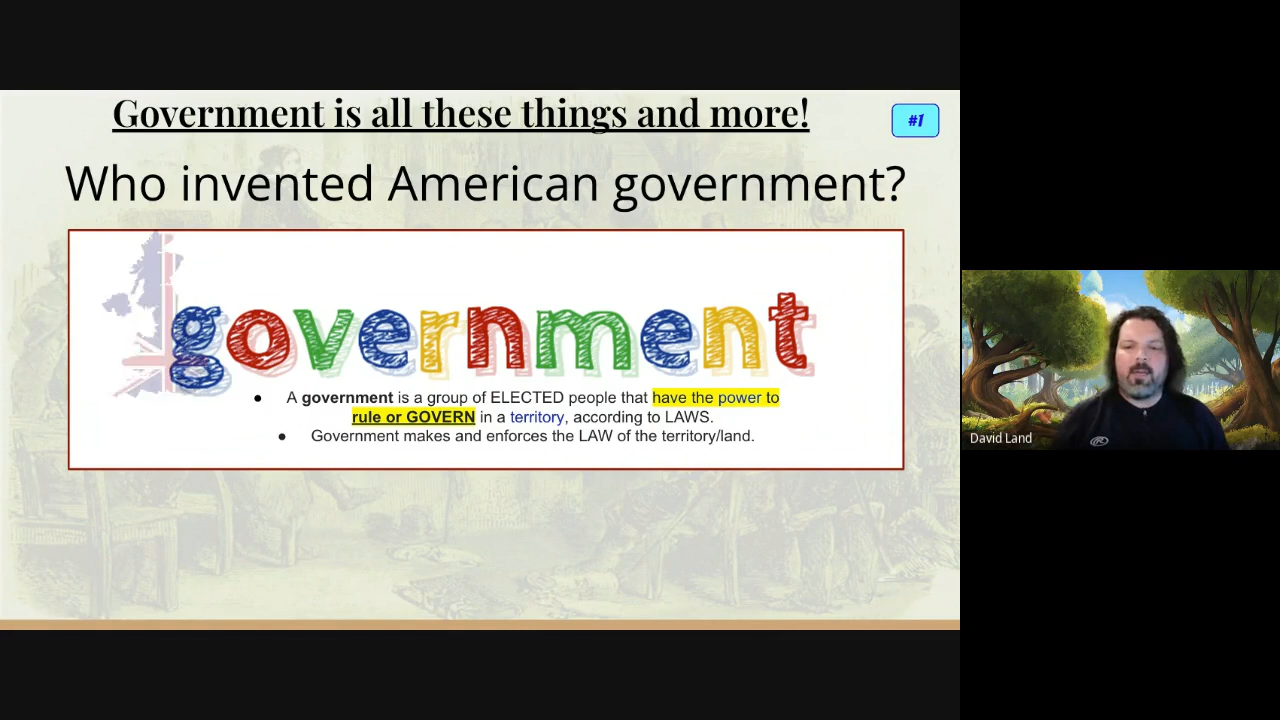 Government is all these things and more!
#1
Who invented American government?
government
● A government is a group of ELECTED people that have the power to
rule or GOVERN in a territory, according to LAWS.
● Government makes and enforces the LAW of the territory/land.
David Land